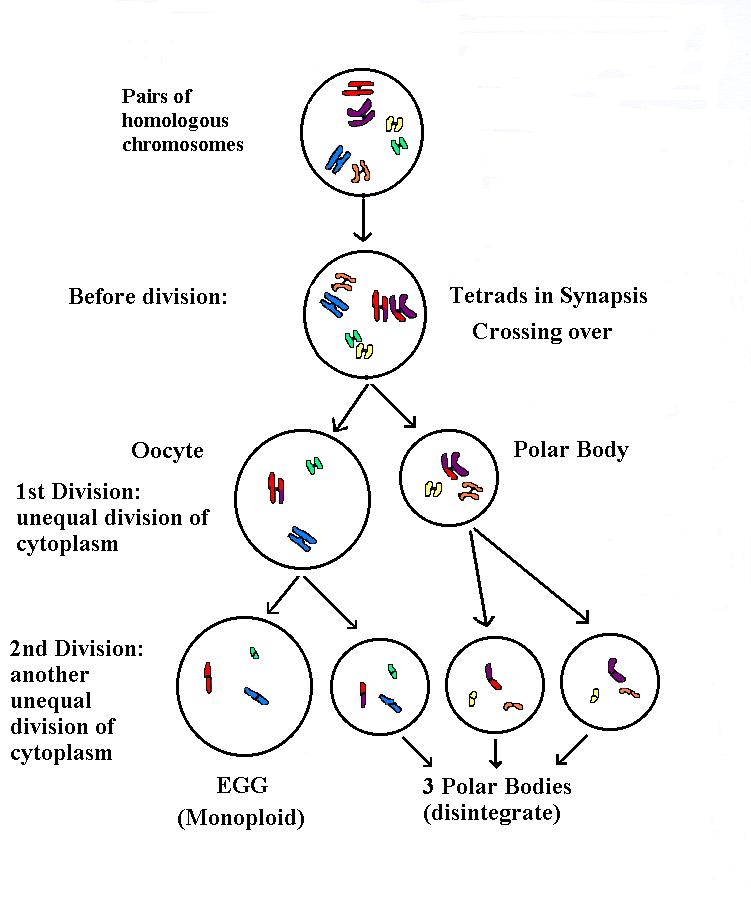 Pairs of
homologous
chromosomes
Before division:
Tetrads in Synapsis
Crossing over
Oocyte
Polar Body
1st Division:
unequal division of
cytoplasm
2nd Division:
another
unequal
division of
cytoplasm
EGG
(Monoploid)
3 Polar Bodies
(disintegrate)